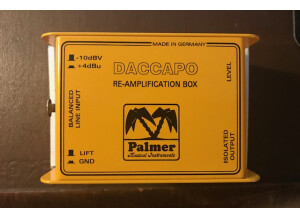 MADE IN GERMANY
-10dBV
+4dBu
DACCAPO
RE-AMPLIFICATION BOX
LEVEL
BALANCED
LINE INPUT
Palmer
Musical Instruments
ISOLATED
OUTPUT
LIFT
GND